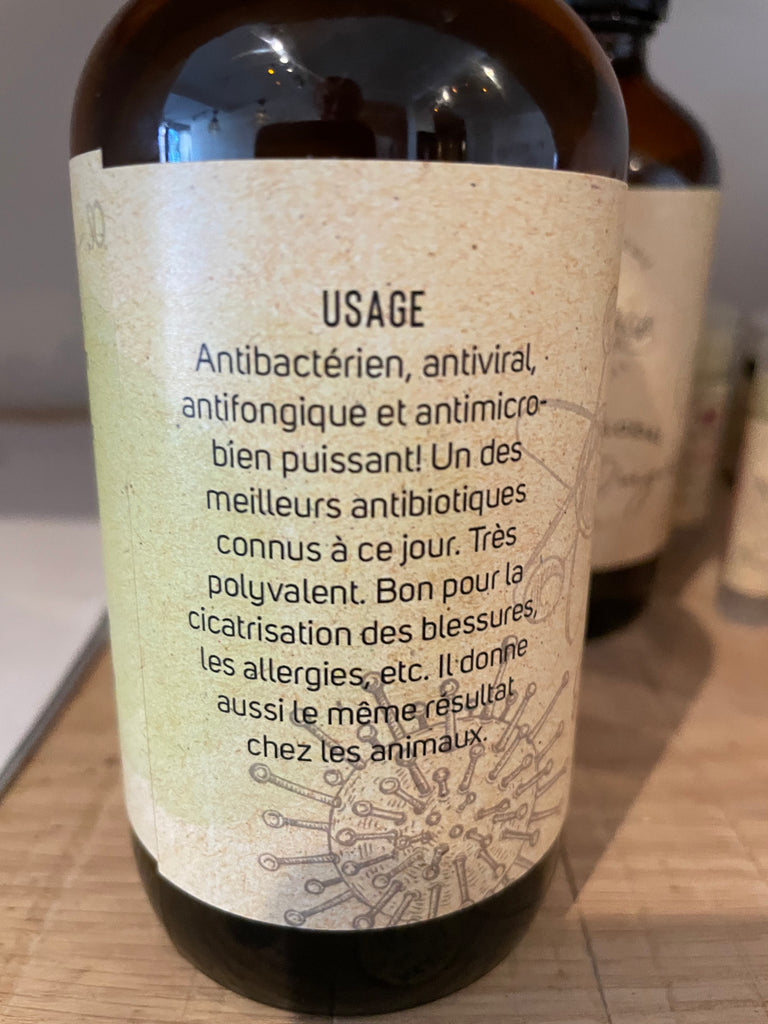 USAGE
Antibactérien, antiviral,
antifongique et antimicro-
bien puissant! Un des
meilleurs antibiotiques
connus à ce jour. Très
polyvalent. Bon pour la
cicatrisation des blessures,
les allergies, etc. Il donne
aussi le même résultat
chez les animaux.